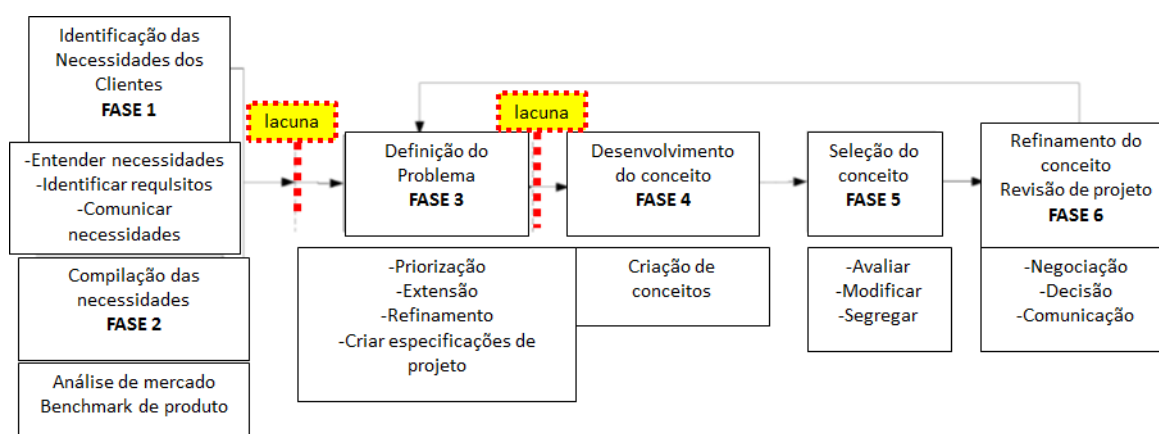 Identificação das
Necessidades dos
Clientes
FASE 1
-Entender necessidades
-Identificar requIsitos
-Comunicar
necessidades
Compilação das
necessidades
FASE 2
Análise de mercado
Benchmark de produto
lacuna
Definição do
Problema
FASE 3
-Priorização
-Extensão
-Refinamento
-Criar especificações de
projeto
lacuna
Desenvolvimento
do conceito
FASE 4
Criação de
conceitos
Seleção do
conceito
FASE 5
-Avaliar
-Modificar
-Segregar
Refinamento do
conceito
Revisão de projeto
FASE 6
-Negociação
-Decisão
-Comunicação